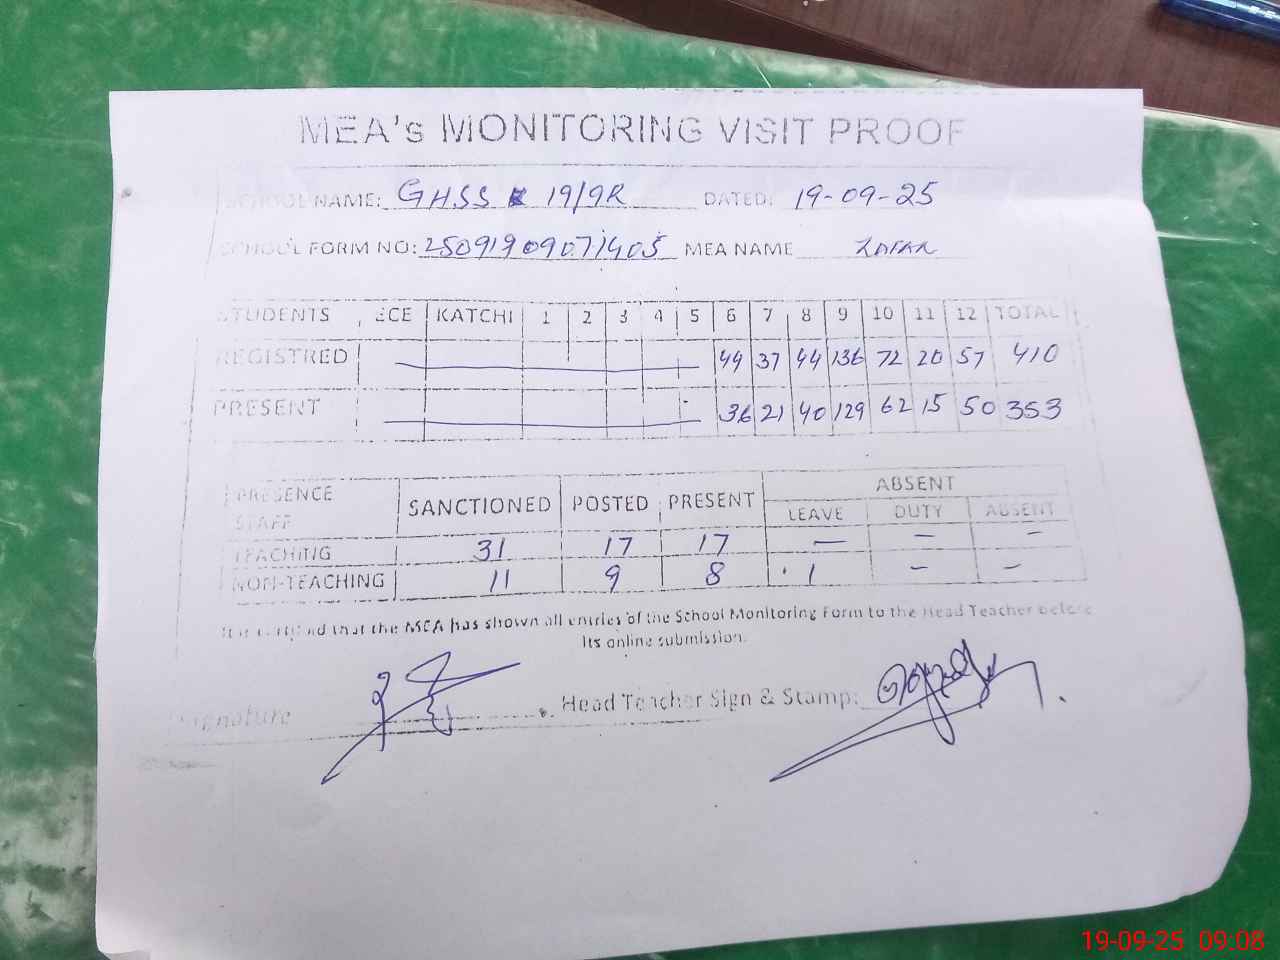 MEA's MONITORING VISIT PROOF
SCHOOL NAME: GHSS 19/9R DATED: 19-09-25
SCHOOL FORM NO: 25091909071405 MEA NAME ZAFAR
STUDENTS ECE KATCHI 1 2 3 4 5 6 7 8 9 10 11 12 TOTAL
REGISTRED 44 37 44 136 72 20 57 410
PRESENT 36 21 40 129 62 15 50 353
PRESENCE STAFF SANCTIONED POSTED PRESENT ABSENT
LEAVE DUTY ABSENT
TEACHING 31 17 17 — — —
NON-TEACHING 11 9 8 1 — —
It is certified that the MEA has shown all entries of the School Monitoring Form to the Head Teacher before
its online submission.
Signature Head Teacher Sign & Stamp:
19-09-25 09:08